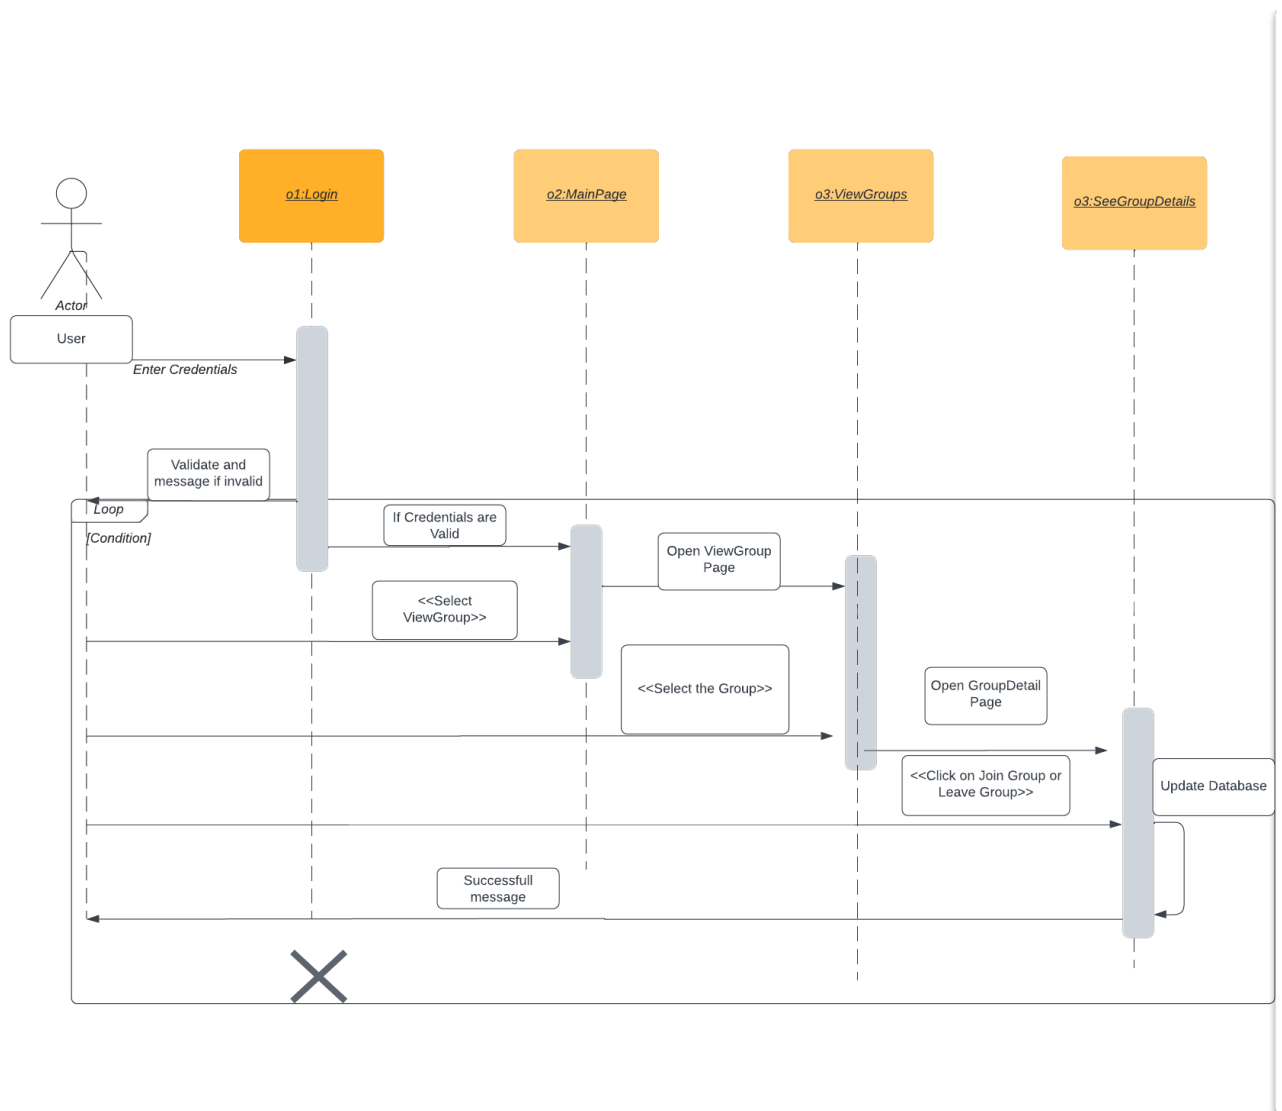 o1:Login
o2:MainPage
o3:ViewGroups
o3:SeeGroupDetails
Actor
User
Enter Credentials
Validate and
message if invalid
Loop
[Condition]
If Credentials are
Valid
Open ViewGroup
Page
<<Select
ViewGroup>>
<<Select the Group>>
Open GroupDetail
Page
<<Click on Join Group or
Leave Group>>
Update Database
Successfull
message